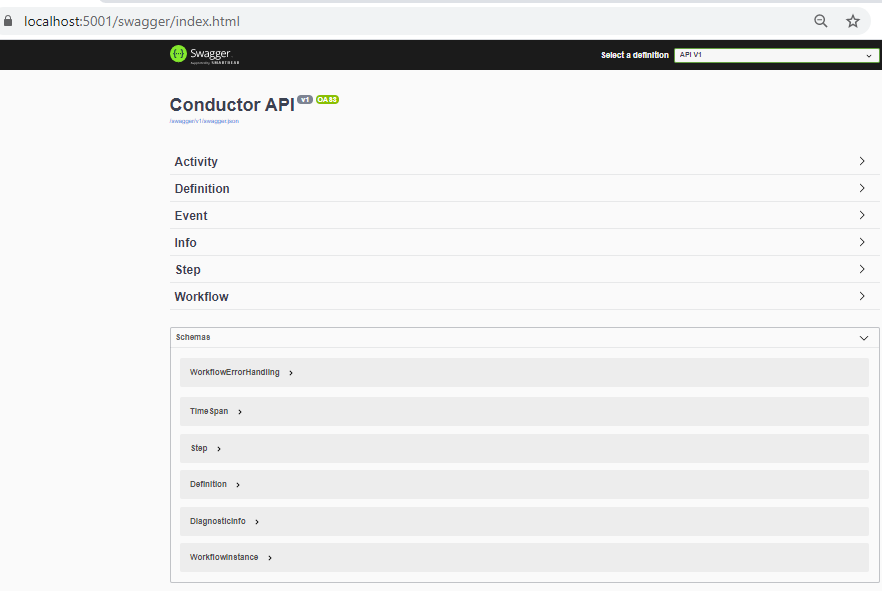 localhost:5001/swagger/index.html
Swagger
Supported by SMARTBEAR
Select a definition
API V1
Conductor API v1 OAS3
/swagger/v1/swagger.json
Activity
Definition
Event
Info
Step
Workflow
Schemas
WorkflowErrorHandling
TimeSpan
Step
Definition
DiagnosticInfo
WorkflowInstance